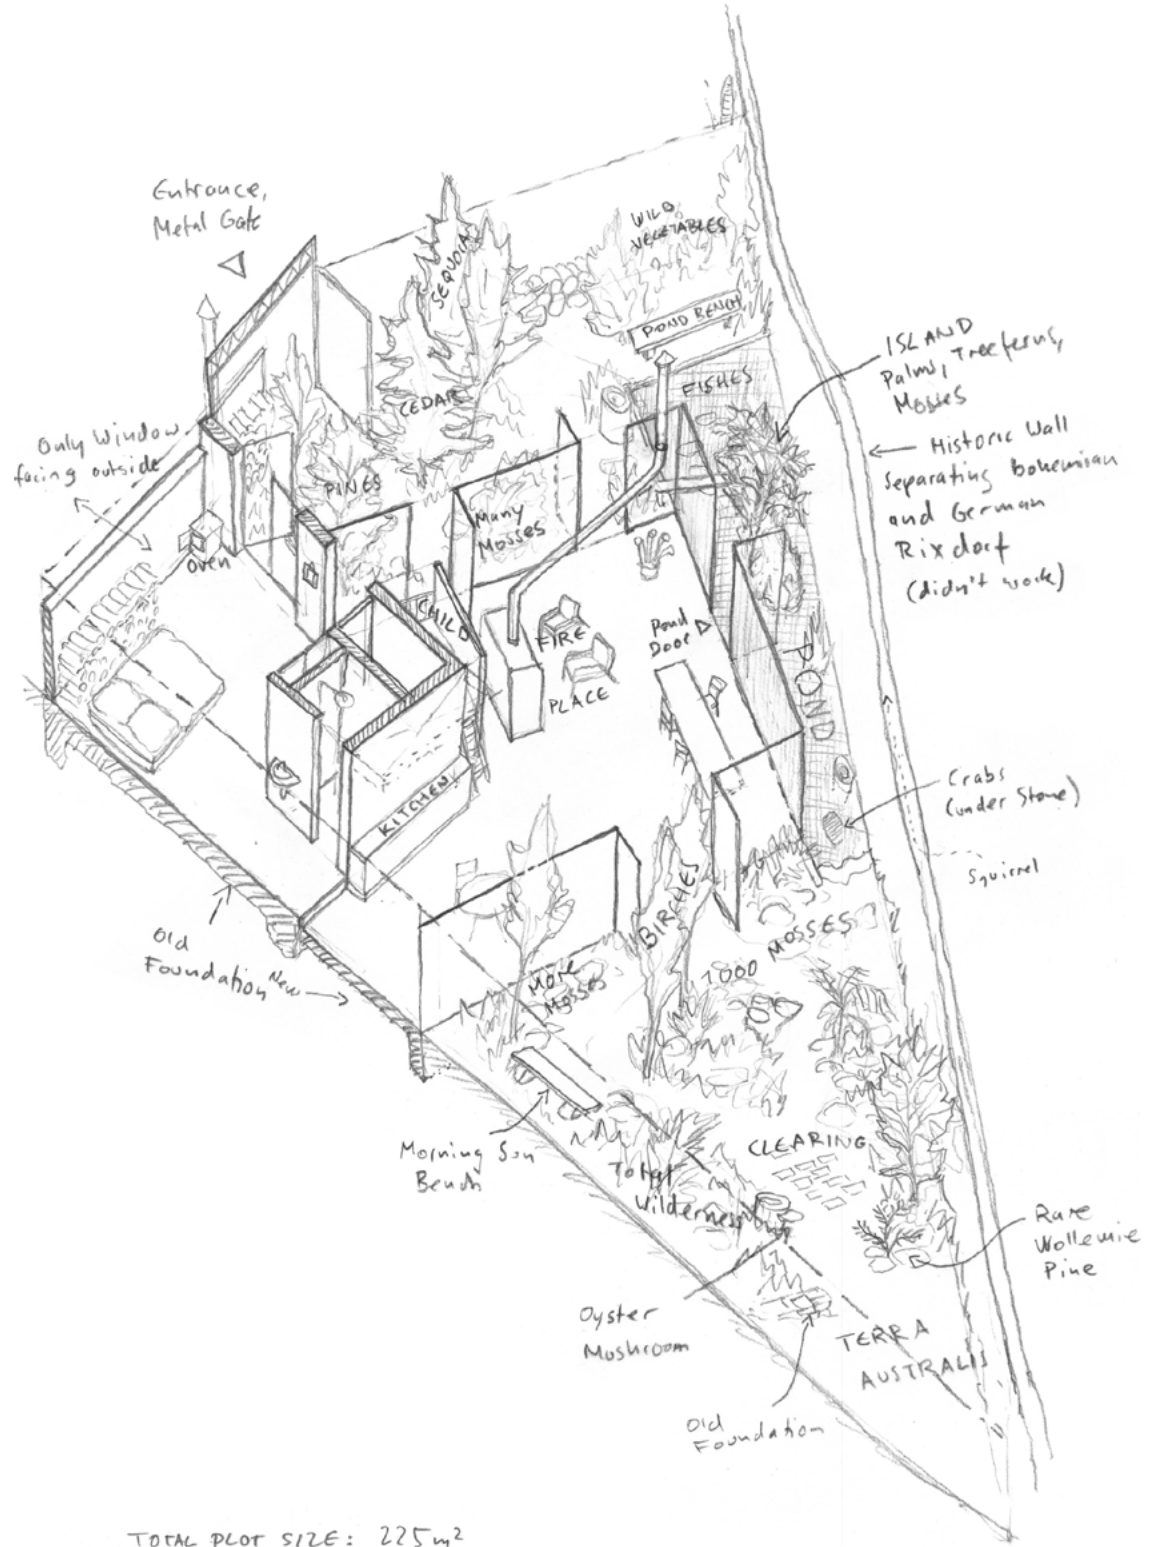 Entrance,
Metal Gate
WILD
VEGETABLES
SEQUOIA
POND BENCH
FISHES
CEDAR
ISLAND
Palms, Treeferns,
Mosses
Only Window
facing outside
Historic Wall
Separating Bohemian
and German
Rixdorf
(didn't work)
PINES
Many
Mosses
Oven
CHILD
FIRE
PLACE
Pond
Door
POND
KITCHEN
Crabs
(under Stone)
Squirrel
BIRCHES
Old
Foundation
New
More
Mosses
1000 MOSSES
Morning Sun
Bench
CLEARING
Total
Wilderness
Rare
Wollemie
Pine
Oyster
Mushroom
TERRA
AUSTRALIS
Old
Foundation
TOTAL PLOT SIZE: 225m²